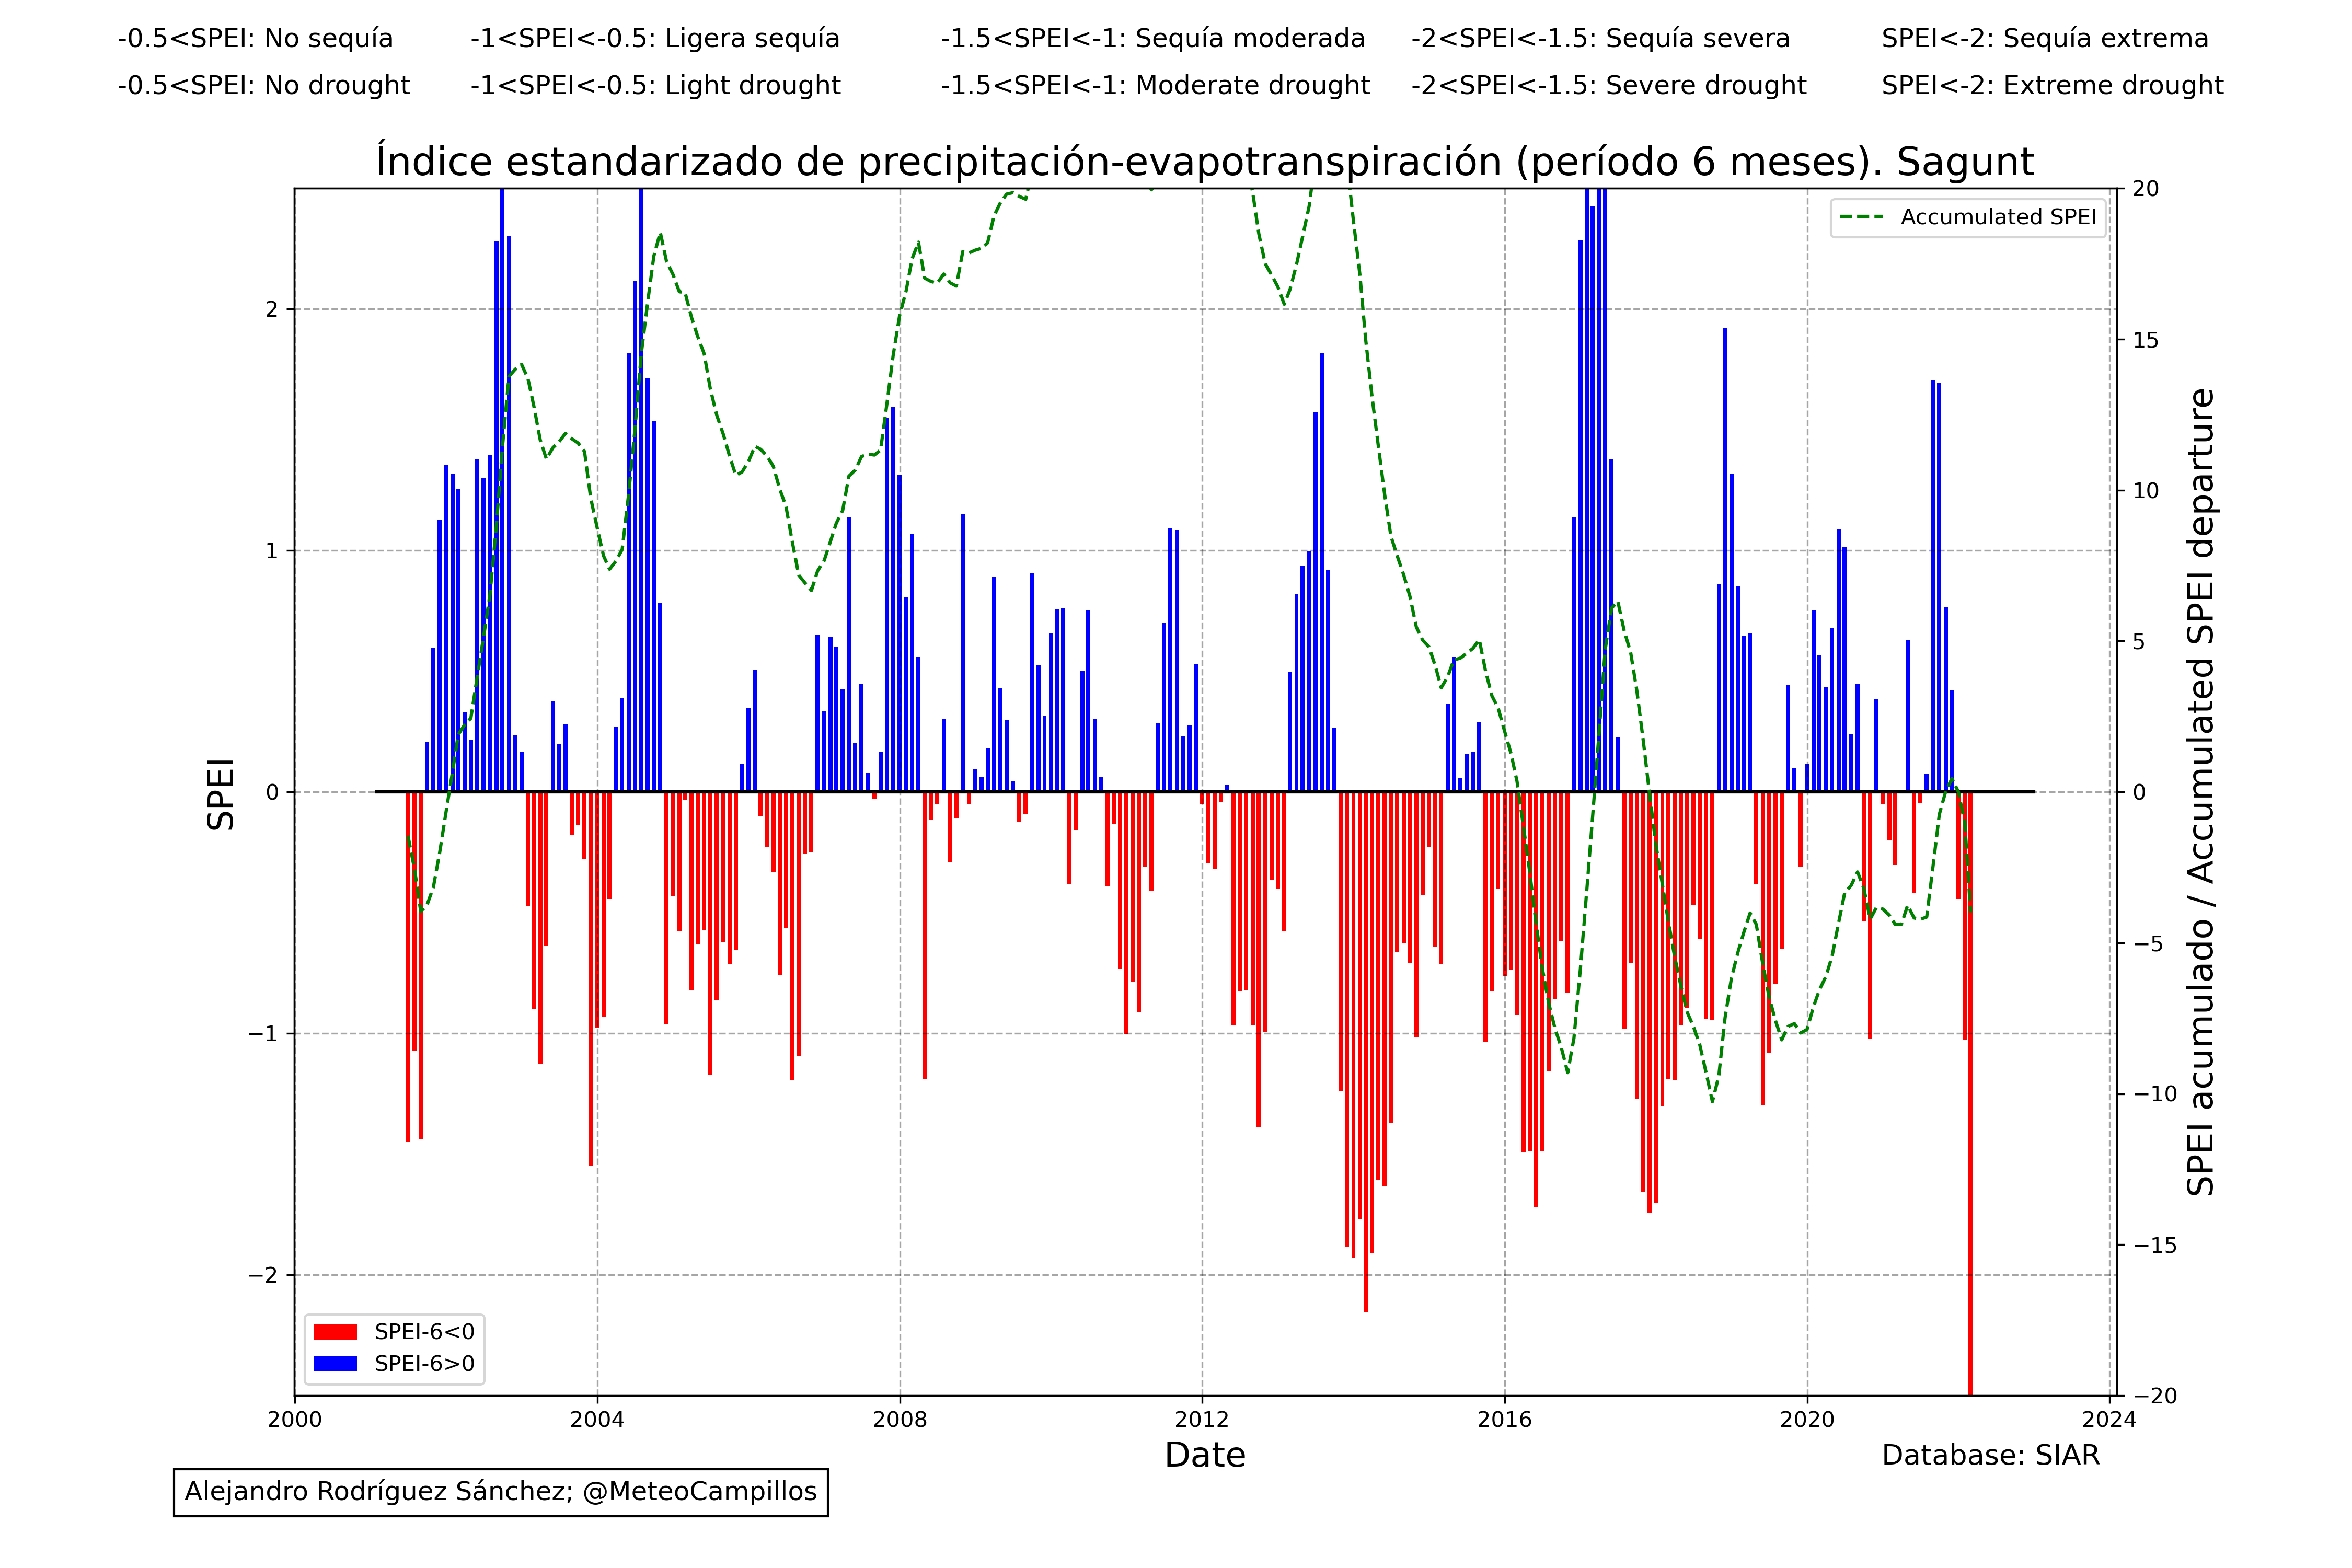 -0.5<SPEI: No sequía -1<SPEI<-0.5: Ligera sequía -1.5<SPEI<-1: Sequía moderada -2<SPEI<-1.5: Sequía severa SPEI<-2: Sequía extrema
-0.5<SPEI: No drought -1<SPEI<-0.5: Light drought -1.5<SPEI<-1: Moderate drought -2<SPEI<-1.5: Severe drought SPEI<-2: Extreme drought
Índice estandarizado de precipitación-evapotranspiración (período 6 meses). Sagunt
Accumulated SPEI
SPEI
2
1
0
−1
−2
20
15
10
5
0
−5
−10
−15
−20
SPEI acumulado / Accumulated SPEI departure
SPEI-6<0
SPEI-6>0
2000 2004 2008 2012 2016 2020 2024
Date
Database: SIAR
Alejandro Rodríguez Sánchez; @MeteoCampillos